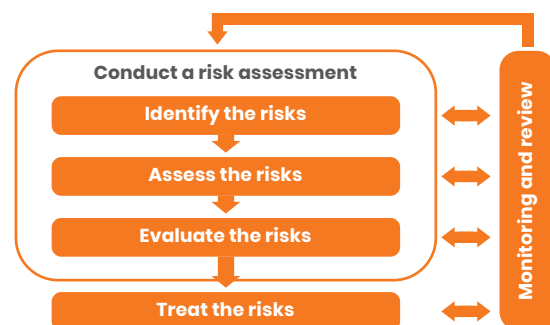 Conduct a risk assessment
Identify the risks
Assess the risks
Evaluate the risks
Treat the risks
Monitoring and review